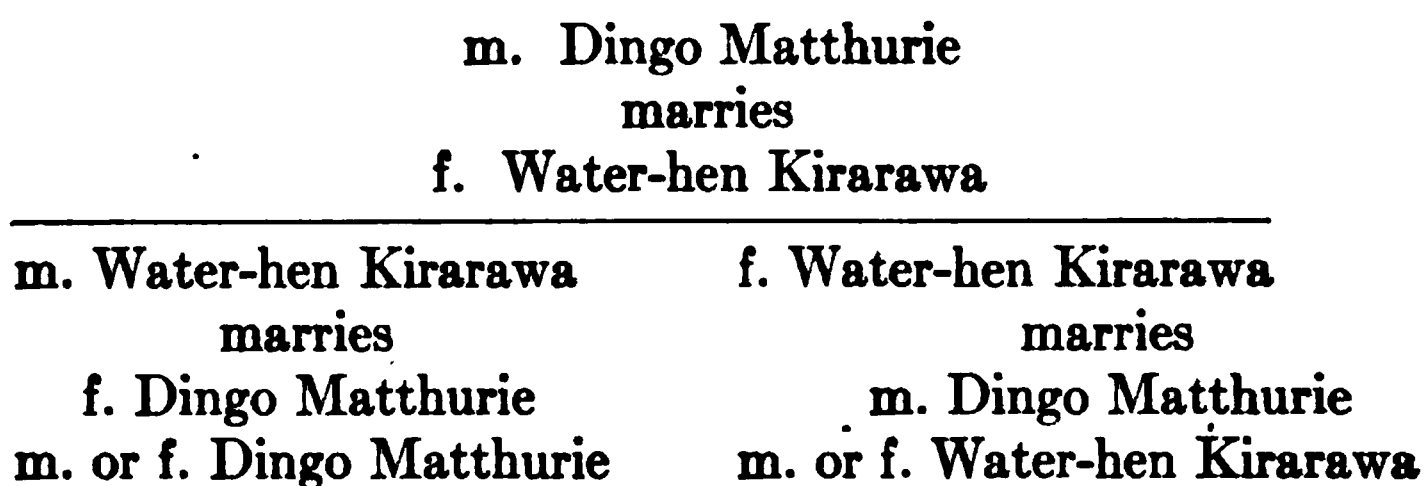 m. Dingo Matthurie
marries
f. Water-hen Kirarawa
m. Water-hen Kirarawa f. Water-hen Kirarawa
marries marries
f. Dingo Matthurie m. Dingo Matthurie
m. or f. Dingo Matthurie m. or f. Water-hen Kirarawa